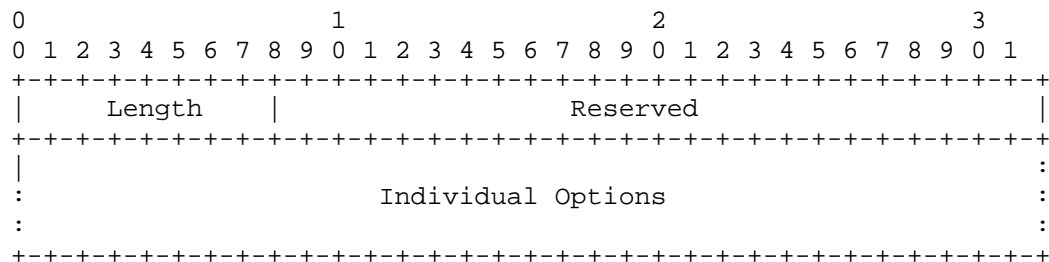 0                   1                   2                   3
0 1 2 3 4 5 6 7 8 9 0 1 2 3 4 5 6 7 8 9 0 1 2 3 4 5 6 7 8 9 0 1
+-+-+-+-+-+-+-+-+-+-+-+-+-+-+-+-+-+-+-+-+-+-+-+-+-+-+-+-+-+-+-+-+
|     Length    |                  Reserved                     |
+-+-+-+-+-+-+-+-+-+-+-+-+-+-+-+-+-+-+-+-+-+-+-+-+-+-+-+-+-+-+-+-+
|                                                               :
:                      Individual Options                       :
:                                                               :
+-+-+-+-+-+-+-+-+-+-+-+-+-+-+-+-+-+-+-+-+-+-+-+-+-+-+-+-+-+-+-+-+